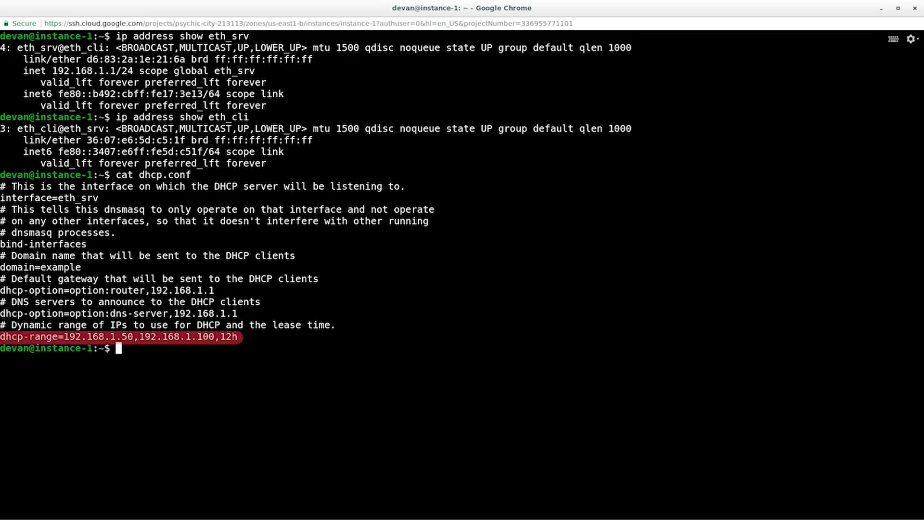 devan@instance-1: ~ - Google Chrome
Secure https://ssh.cloud.google.com/projects/psychic-city-213113/zones/us-east1-b/instances/instance-1?authuser=0&hl=en_US&projectNumber=336955771101
devan@instance-1:~$ ip address show eth_srv
4: eth_srv@eth_cli: <BROADCAST,MULTICAST,UP,LOWER_UP> mtu 1500 qdisc noqueue state UP group default qlen 1000
    link/ether d6:83:2a:1e:21:6a brd ff:ff:ff:ff:ff:ff
    inet 192.168.1.1/24 scope global eth_srv
       valid_lft forever preferred_lft forever
    inet6 fe80::b492:cbff:fe17:3e13/64 scope link
       valid_lft forever preferred_lft forever
devan@instance-1:~$ ip address show eth_cli
3: eth_cli@eth_srv: <BROADCAST,MULTICAST,UP,LOWER_UP> mtu 1500 qdisc noqueue state UP group default qlen 1000
    link/ether 36:07:e6:5d:c5:1f brd ff:ff:ff:ff:ff:ff
    inet6 fe80::3407:e6ff:fe5d:c51f/64 scope link
       valid_lft forever preferred_lft forever
devan@instance-1:~$ cat dhcp.conf
# This is the interface on which the DHCP server will be listening to.
interface=eth_srv
# This tells this dnsmasq to only operate on that interface and not operate
# on any other interfaces, so that it doesn't interfere with other running
# dnsmasq processes.
bind-interfaces
# Domain name that will be sent to the DHCP clients
domain=example
# Default gateway that will be sent to the DHCP clients
dhcp-option=option:router,192.168.1.1
# DNS servers to announce to the DHCP clients
dhcp-option=option:dns-server,192.168.1.1
# Dynamic range of IPs to use for DHCP and the lease time.
dhcp-range=192.168.1.50,192.168.1.100,12h
devan@instance-1:~$